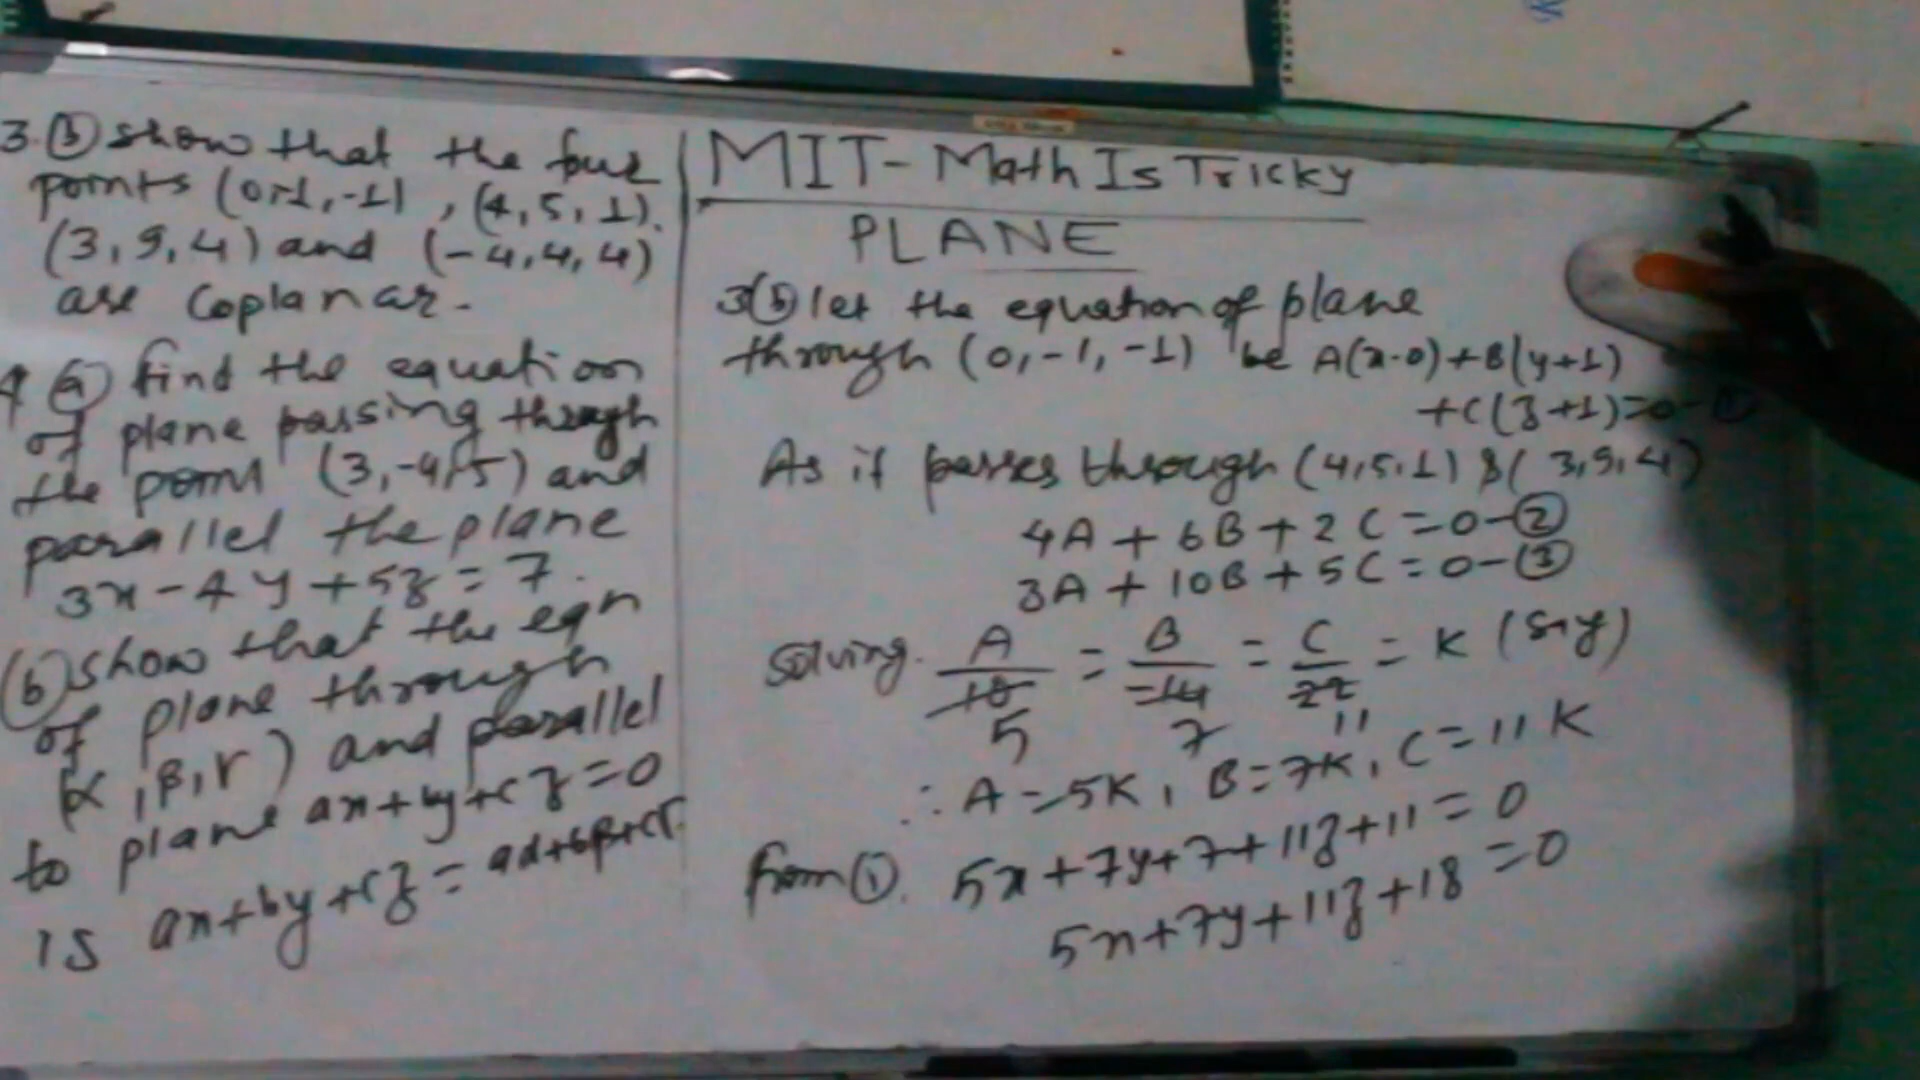 3.(b) show that the four
points (0,-1,-1), (4,5,1).
(3,9,4) and (-4,4,4)
are Coplanar.
4 (a) find the equation
of plane passing through
the point (3,-4,5) and
parallel the plane
3x-4y+5z=7.
(b) show that the eqn
of plane through
(α,β,γ) and parallel
to plane ax+by+cz=0
is ax+by+cz=aα+bβ+cγ.
MIT- Math Is Tricky
PLANE
3(b) let the equation of plane
through (0,-1,-1) be A(x-0)+B(y+1)
+C(z+1)=0-①
As it passes through (4,5,1) & (3,9,4)
4A + 6B + 2C = 0-②
3A + 10B + 5C = 0-③
solving. A/10 = B/-14 = C/22 = K (say)
5 7 11
∴ A=5K, B=7K, C=11K
from ①. 5x+7y+7+11z+11=0
5x+7y+11z+18=0